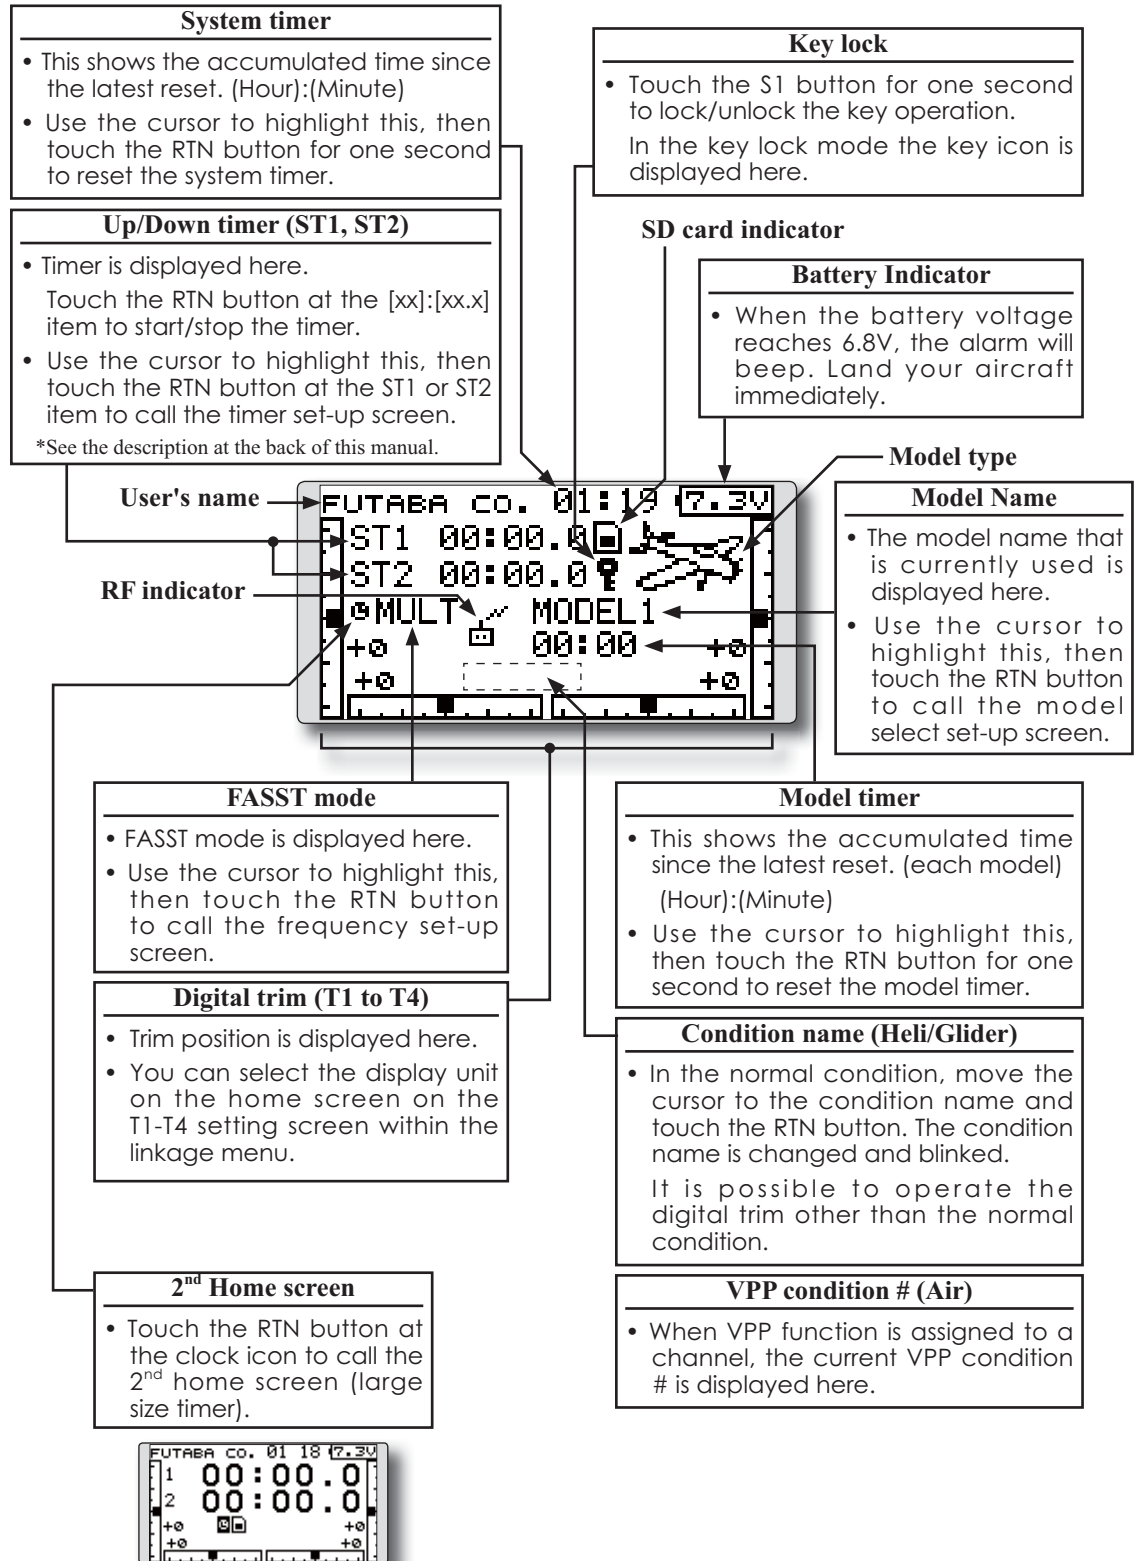 System timer
• This shows the accumulated time since
the latest reset. (Hour):(Minute)
• Use the cursor to highlight this, then
touch the RTN button for one second
to reset the system timer.
Up/Down timer (ST1, ST2)
• Timer is displayed here.
Touch the RTN button at the [xx]:[xx.x]
item to start/stop the timer.
• Use the cursor to highlight this, then
touch the RTN button at the ST1 or ST2
item to call the timer set-up screen.
*See the description at the back of this manual.
Key lock
• Touch the S1 button for one second
to lock/unlock the key operation.
In the key lock mode the key icon is
displayed here.
SD card indicator
Battery Indicator
• When the battery voltage
reaches 6.8V, the alarm will
beep. Land your aircraft
immediately.
Model type
User's name
RF indicator
FUTABA CO. 01:19 7.3V
ST1 00:00.0
ST2 00:00.0
MULT MODEL1
+0 00:00 +0
+0 +0
Model Name
• The model name that
is currently used is
displayed here.
• Use the cursor to
highlight this, then
touch the RTN button
to call the model
select set-up screen.
FASST mode
• FASST mode is displayed here.
• Use the cursor to highlight this,
then touch the RTN button
to call the frequency set-up
screen.
Digital trim (T1 to T4)
• Trim position is displayed here.
• You can select the display unit
on the home screen on the
T1-T4 setting screen within the
linkage menu.
Model timer
• This shows the accumulated time
since the latest reset. (each model)
(Hour):(Minute)
• Use the cursor to highlight this,
then touch the RTN button for one
second to reset the model timer.
Condition name (Heli/Glider)
• In the normal condition, move the
cursor to the condition name and
touch the RTN button. The condition
name is changed and blinked.
It is possible to operate the
digital trim other than the normal
condition.
VPP condition # (Air)
• When VPP function is assigned to a
channel, the current VPP condition
# is displayed here.
2nd Home screen
• Touch the RTN button at
the clock icon to call the
2nd home screen (large
size timer).
FUTABA CO. 01 18 7.3V
1 00:00.0
2 00:00.0
+0 +0
+0 +0